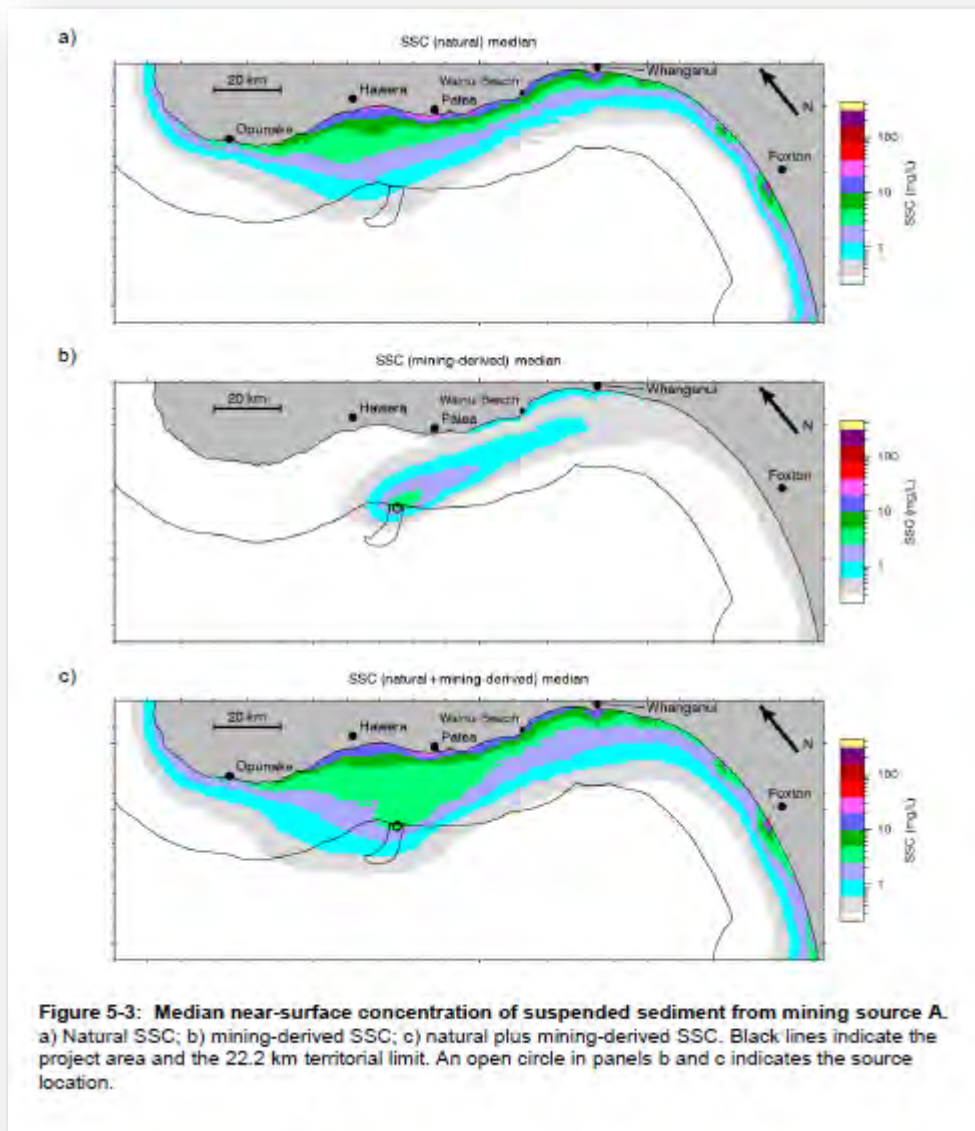 a)
SSC (natural) median
20 km
Opunake
Hawera
Patea
Wainui Beach
Whanganui
N
Foxton
100
10
1
SSC (mg/L)
b)
SSC (mining-derived) median
20 km
Hawera
Patea
Wainui Beach
Whanganui
N
Foxton
100
10
1
SSC (mg/L)
c)
SSC (natural+mining-derived) median
20 km
Opunake
Hawera
Patea
Wainui Beach
Whanganui
N
Foxton
100
10
1
SSC (mg/L)
Figure 5-3: Median near-surface concentration of suspended sediment from mining source A.
a) Natural SSC; b) mining-derived SSC; c) natural plus mining-derived SSC. Black lines indicate the
project area and the 22.2 km territorial limit. An open circle in panels b and c indicates the source
location.